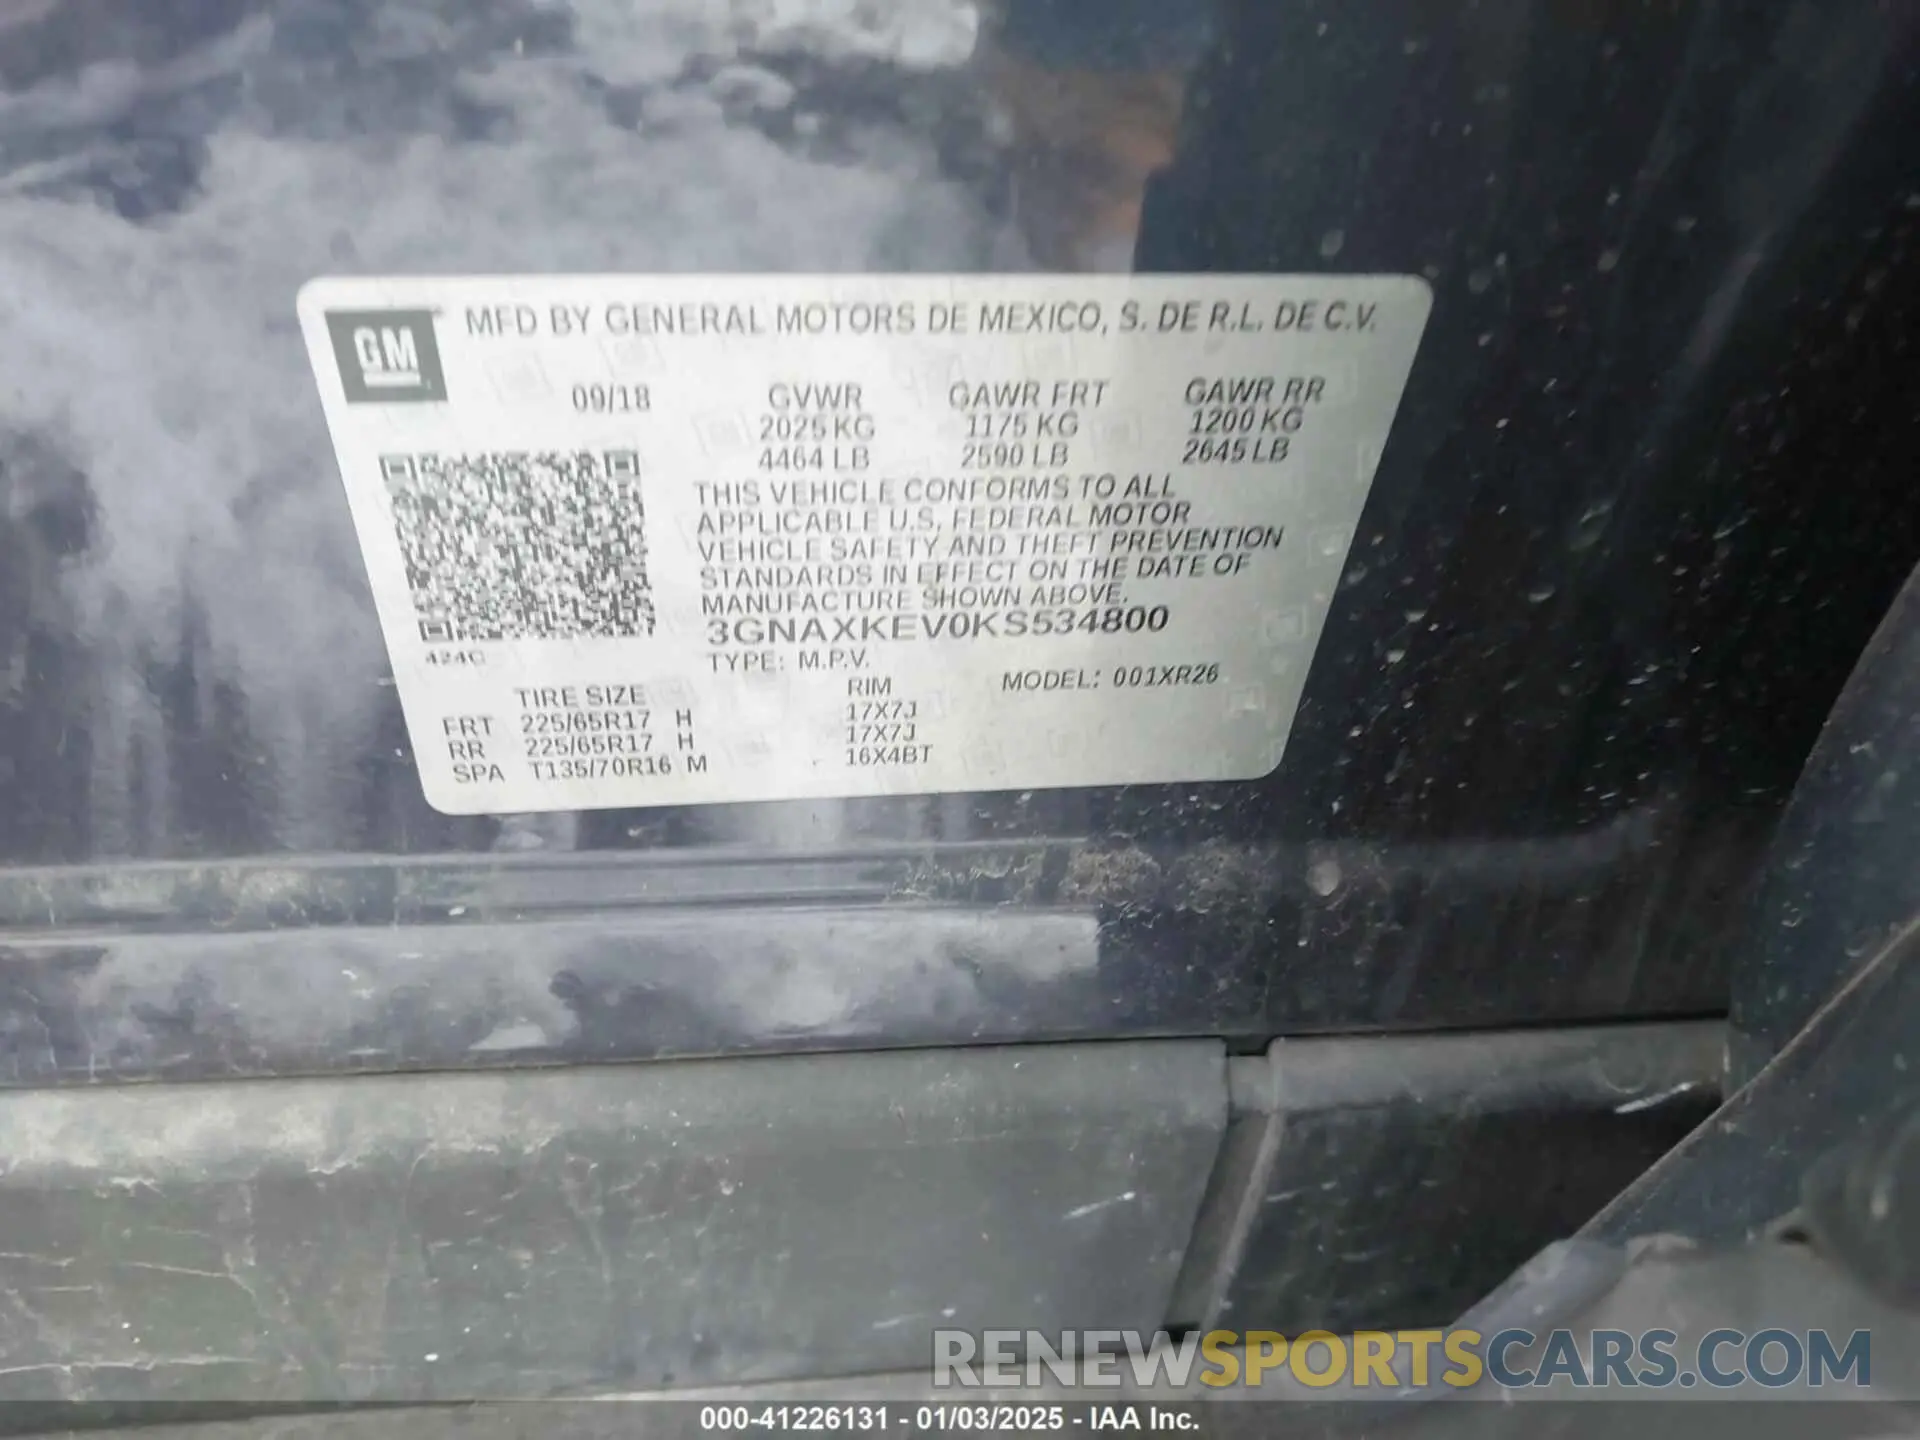 GM
MFD BY GENERAL MOTORS DE MEXICO, S. DE R.L. DE C.V.
09/18 GVWR GAWR FRT GAWR RR
2025 KG 1175 KG 1200 KG
4464 LB 2590 LB 2645 LB
THIS VEHICLE CONFORMS TO ALL
APPLICABLE U.S. FEDERAL MOTOR
VEHICLE SAFETY AND THEFT PREVENTION
STANDARDS IN EFFECT ON THE DATE OF
MANUFACTURE SHOWN ABOVE.
3GNAXKEV0KS534800
424C
TYPE: M.P.V.
MODEL: 001XR26
TIRE SIZE RIM
FRT 225/65R17 H 17X7J
RR 225/65R17 H 17X7J
SPA T135/70R16 M 16X4BT
RENEWSPORTSCARS.COM
000-41226131 - 01/03/2025 - IAA Inc.